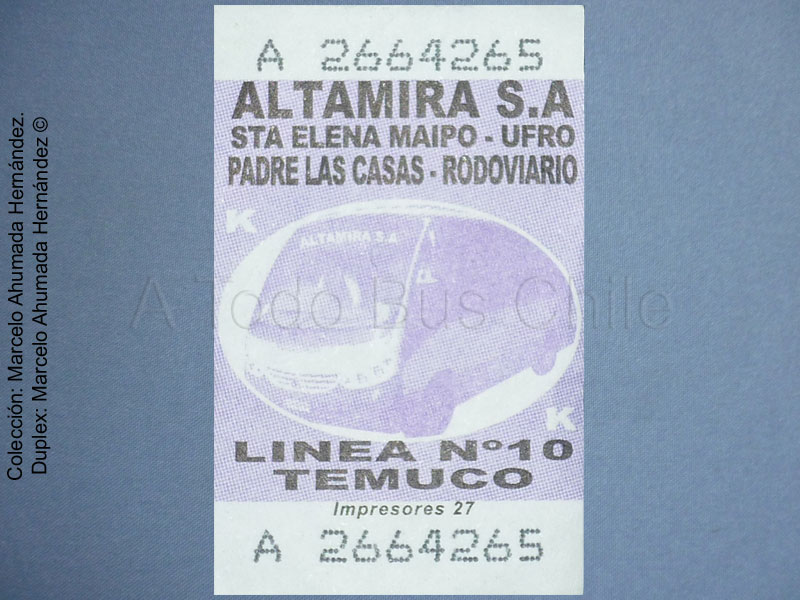 A 2664265
ALTAMIRA S.A
STA ELENA MAIPO - UFRO
PADRE LAS CASAS - RODOVIARIO
K
ALTAMIRA S.A
A Todo Bus Chile
K
LINEA Nº10
TEMUCO
Impresores 27
A 2664265
Colección: Marcelo Ahumada Hernández.
Duplex: Marcelo Ahumada Hernández ©